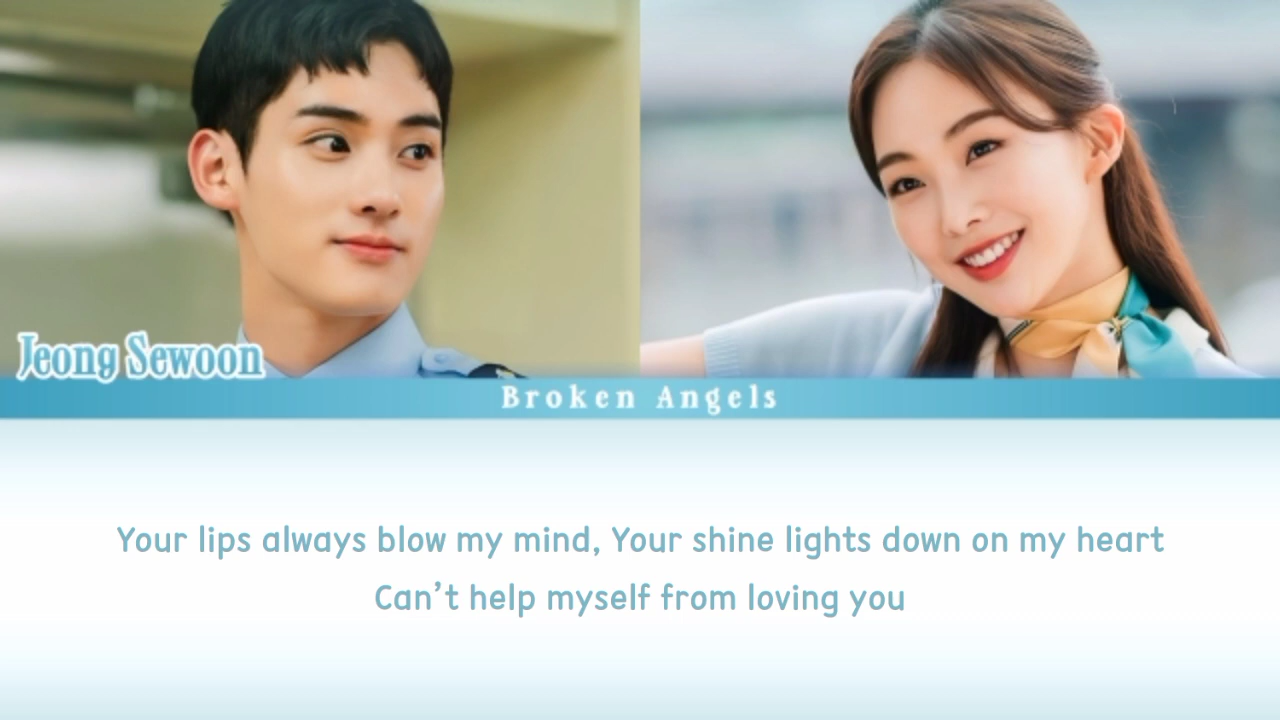 Jeong Sewoon
Broken Angels
Your lips always blow my mind, Your shine lights down on my heart
Can’t help myself from loving you